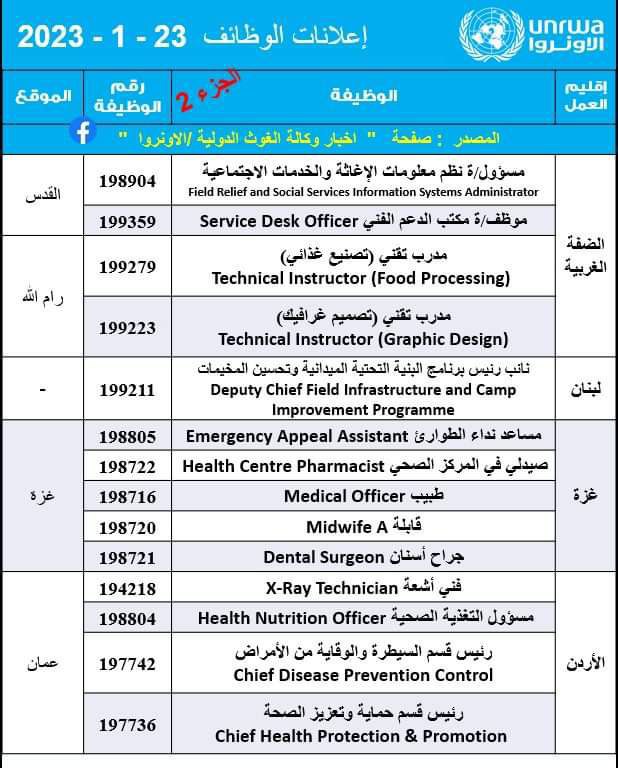 إعلانات الوظائف 23 - 1 - 2023
unrwa
الاونروا
إقليم العمل
الوظيفة
الجزء 2
رقم الوظيفة
الموقع
المصدر : صفحة " اخبار وكالة الغوث الدولية /الاونروا "
الضفة الغربية
مسؤول/ة نظم معلومات الإغاثة والخدمات الاجتماعية
Field Relief and Social Services Information Systems Administrator
198904
القدس
موظف/ة مكتب الدعم الفني Service Desk Officer
199359
مدرب تقني (تصنيع غذائي)
Technical Instructor (Food Processing)
199279
رام الله
مدرب تقني (تصميم غرافيك)
Technical Instructor (Graphic Design)
199223
لبنان
نائب رئيس برنامج البنية التحتية الميدانية وتحسين المخيمات
Deputy Chief Field Infrastructure and Camp
Improvement Programme
199211
-
غزة
مساعد نداء الطوارئ Emergency Appeal Assistant
198805
غزة
صيدلي في المركز الصحي Health Centre Pharmacist
198722
طبيب Medical Officer
198716
قابلة Midwife A
198720
جراح أسنان Dental Surgeon
198721
الأردن
فني أشعة X-Ray Technician
194218
عمان
مسؤول التغذية الصحية Health Nutrition Officer
198804
رئيس قسم السيطرة والوقاية من الأمراض
Chief Disease Prevention Control
197742
رئيس قسم حماية وتعزيز الصحة
Chief Health Protection & Promotion
197736